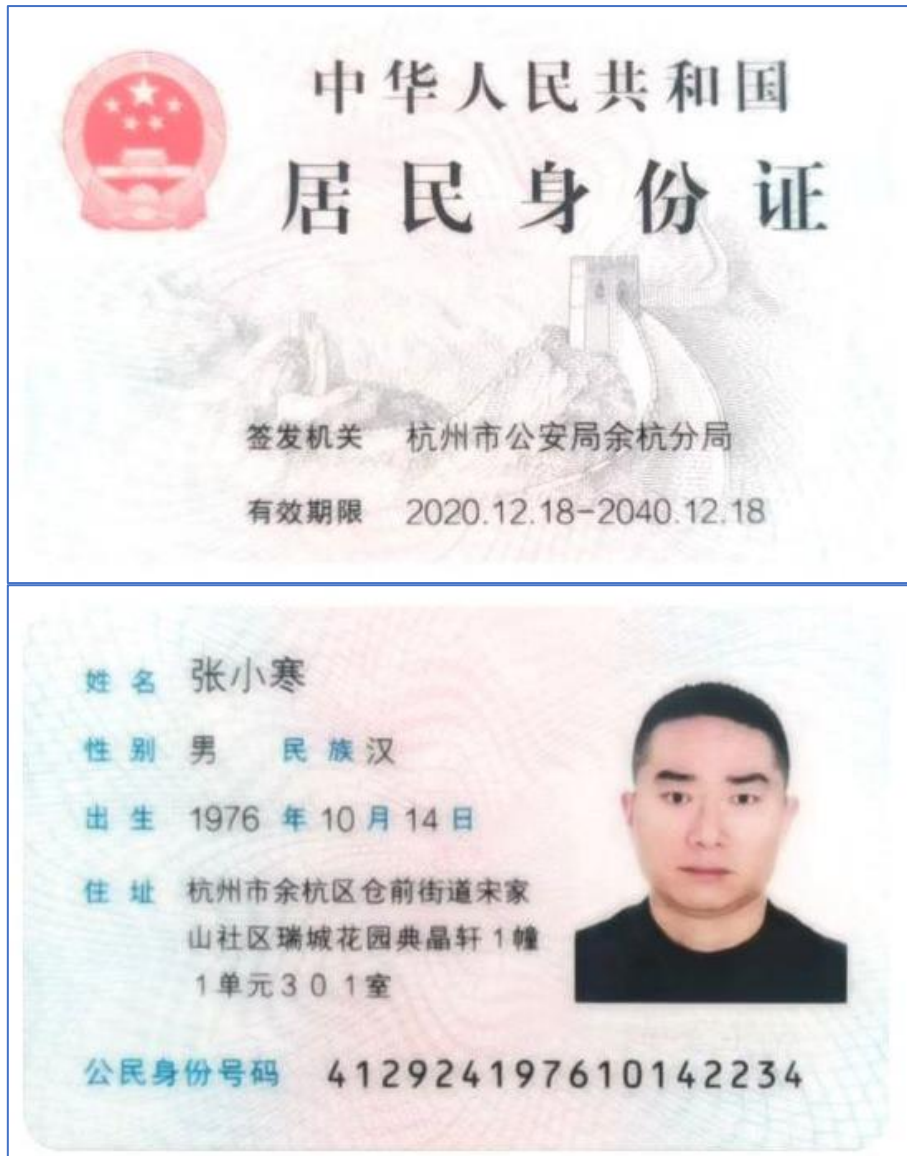 中华人民共和国
居民身份证
签发机关 杭州市公安局余杭分局
有效期限 2020.12.18-2040.12.18
姓名 张小寒
性别 男 民族 汉
出生 1976 年 10 月 14 日
住址 杭州市余杭区仓前街道宋家
山社区瑞城花园典晶轩1幢
1单元301室
公民身份号码 412924197610142234